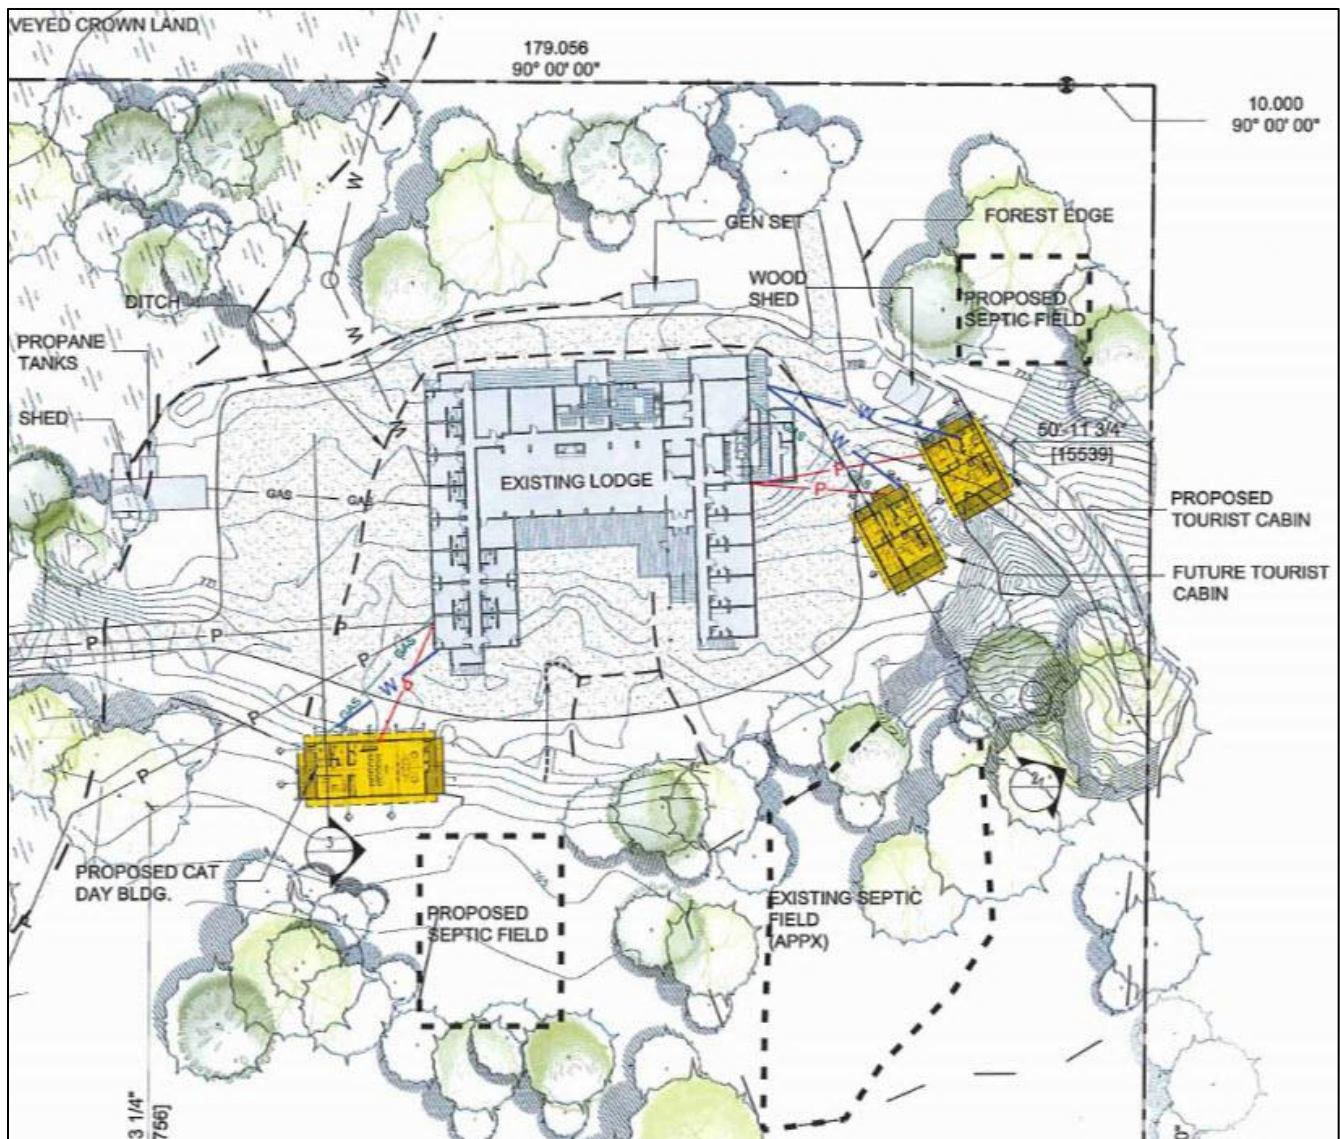 VEYED CROWN LAND
179.056
90° 00' 00"
10.000
90° 00' 00"
W
W
GEN SET
FOREST EDGE
DITCH
WOOD
SHED
PROPOSED
SEPTIC FIELD
PROPANE
TANKS
W
SHED
W
W
W
GAS
50'-11 3/4"
[15539]
EXISTING LODGE
GAS
GAS
P
P
GAS
PROPOSED
TOURIST CABIN
FUTURE TOURIST
CABIN
P
P
P
GAS
P
W
P
GAS
P
P
3
PROPOSED CAT
DAY BLDG.
PROPOSED
SEPTIC FIELD
EXISTING SEPTIC
FIELD
(APPX)
3 1/4"
756]